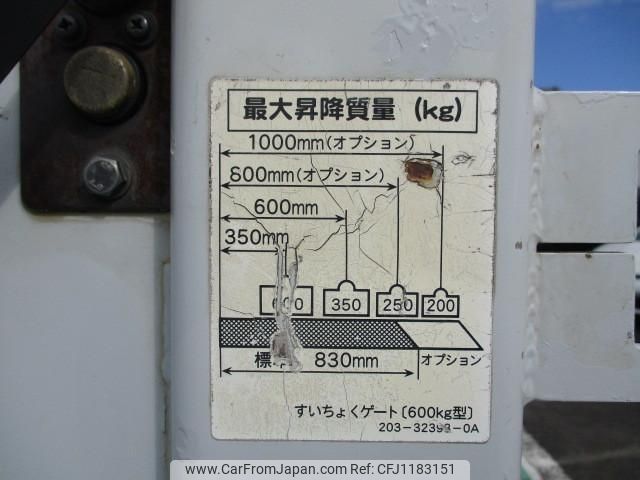 最大昇降質量 (kg)
1000mm(オプション)
800mm(オプション)
600mm
350mm
350 250 200
830mm オプション
すいちょくゲート〔600kg型〕
www.CarFromJapan.com # CFJ1183151